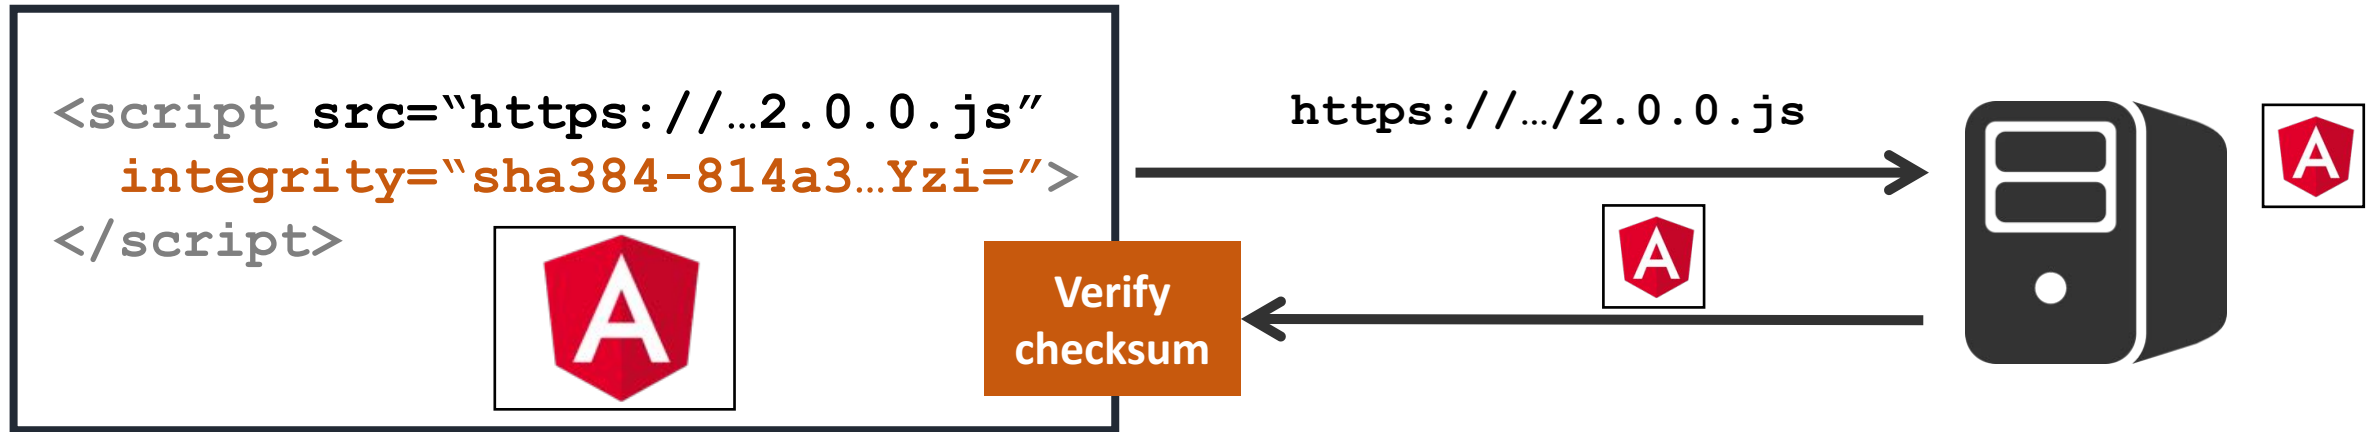 <script src=“https://…2.0.0.js”
integrity=“sha384-814a3…Yzi=”>
</script>
https://…/2.0.0.js
Verify
checksum
A
A
A